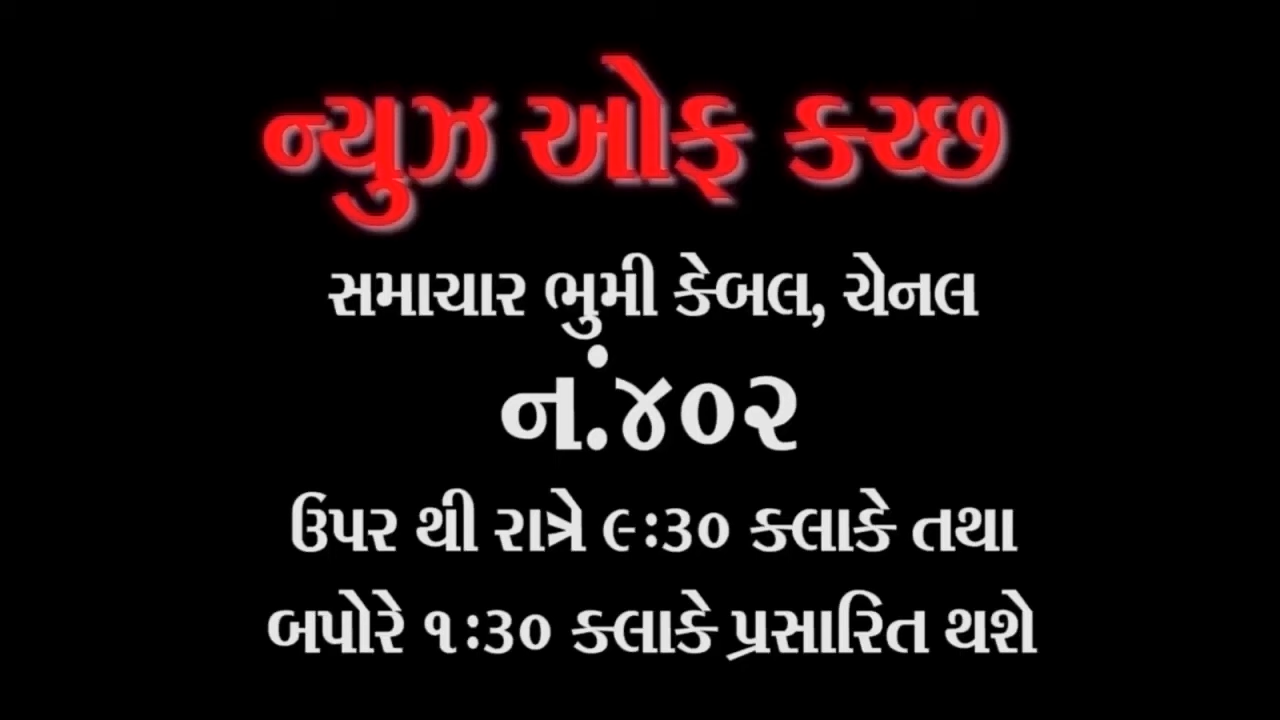 ન્યુઝ ઓફ કચ્છ
સમાચાર ભુમી કેબલ, ચેનલ
નં.૪૦૨
ઉપર થી રાત્રે ૯:૩૦ કલાકે તથા
બપોરે ૧:૩૦ કલાકે પ્રસારિત થશે